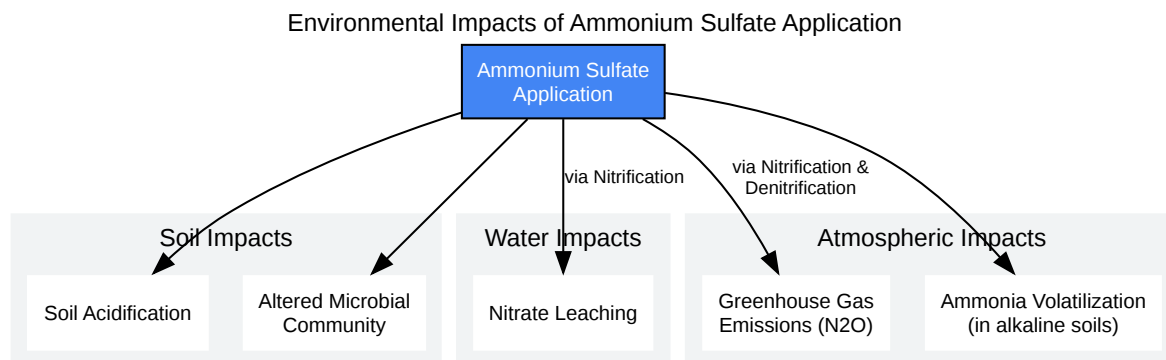 Environmental Impacts of Ammonium Sulfate Application
Ammonium Sulfate
Application
via Nitrification
via Nitrification &
Denitrification
Soil Impacts
Water Impacts
Atmospheric Impacts
Soil Acidification
Altered Microbial
Community
Nitrate Leaching
Greenhouse Gas
Emissions (N2O)
Ammonia Volatilization
(in alkaline soils)